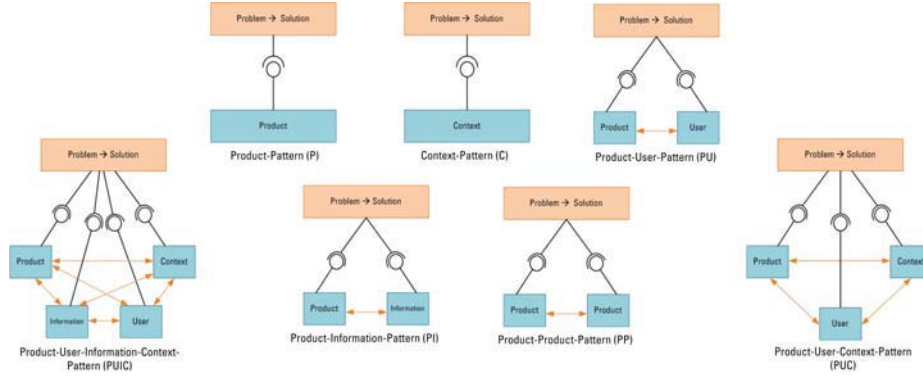 Problem → Solution
Product
Product-Pattern (P)
Problem → Solution
Context
Context-Pattern (C)
Problem → Solution
Product
User
Product-User-Pattern (PU)
Problem → Solution
Product
Context
Information
User
Product-User-Information-Context-
Pattern (PUIC)
Problem → Solution
Product
Information
Product-Information-Pattern (PI)
Problem → Solution
Product
Product
Product-Product-Pattern (PP)
Problem → Solution
Product
Context
User
Product-User-Context-Pattern
(PUC)